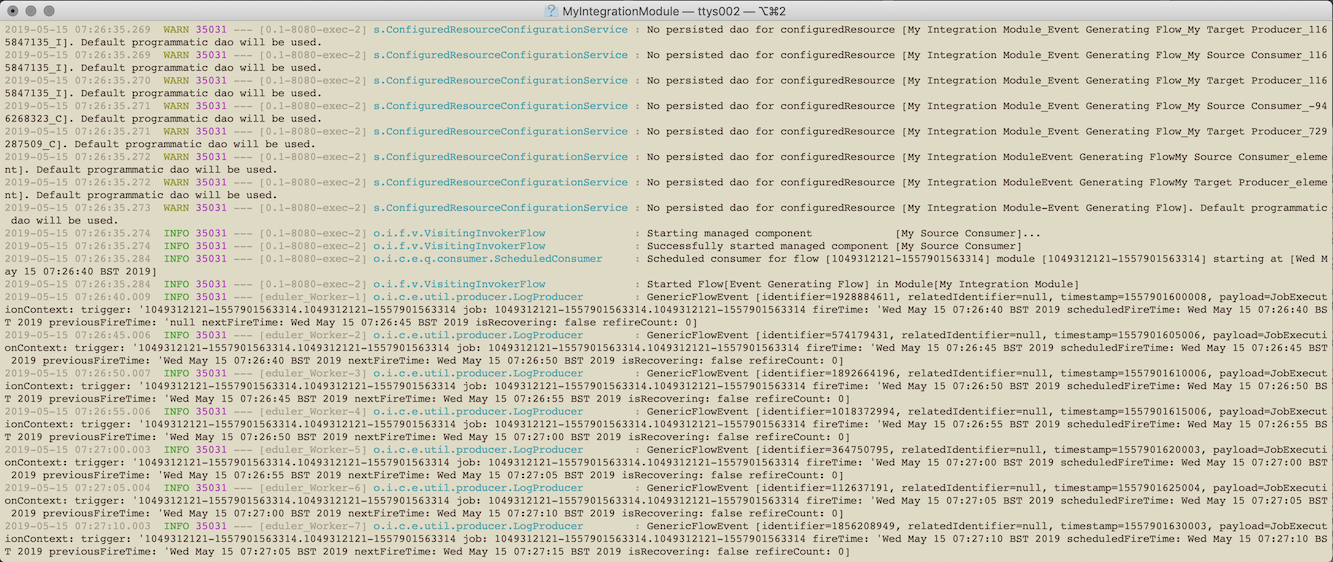 MyIntegrationModule — ttys002 — ⌥⌘2
2019-05-15 07:26:35.269  WARN 35031 --- [0.1-8080-exec-2] s.ConfiguredResourceConfigurationService : No persisted dao for configuredResource [My Integration Module_Event Generating Flow_My Target Producer_116
5847135_I]. Default programmatic dao will be used.
2019-05-15 07:26:35.269  WARN 35031 --- [0.1-8080-exec-2] s.ConfiguredResourceConfigurationService : No persisted dao for configuredResource [My Integration Module_Event Generating Flow_My Source Consumer_116
5847135_I]. Default programmatic dao will be used.
2019-05-15 07:26:35.270  WARN 35031 --- [0.1-8080-exec-2] s.ConfiguredResourceConfigurationService : No persisted dao for configuredResource [My Integration Module_Event Generating Flow_My Target Producer_116
5847135_I]. Default programmatic dao will be used.
2019-05-15 07:26:35.271  WARN 35031 --- [0.1-8080-exec-2] s.ConfiguredResourceConfigurationService : No persisted dao for configuredResource [My Integration Module_Event Generating Flow_My Source Consumer_-94
6268323_C]. Default programmatic dao will be used.
2019-05-15 07:26:35.271  WARN 35031 --- [0.1-8080-exec-2] s.ConfiguredResourceConfigurationService : No persisted dao for configuredResource [My Integration Module_Event Generating Flow_My Target Producer_729
287509_C]. Default programmatic dao will be used.
2019-05-15 07:26:35.272  WARN 35031 --- [0.1-8080-exec-2] s.ConfiguredResourceConfigurationService : No persisted dao for configuredResource [My Integration ModuleEvent Generating FlowMy Source Consumer_eleme
nt]. Default programmatic dao will be used.
2019-05-15 07:26:35.272  WARN 35031 --- [0.1-8080-exec-2] s.ConfiguredResourceConfigurationService : No persisted dao for configuredResource [My Integration ModuleEvent Generating FlowMy Target Producer_eleme
nt]. Default programmatic dao will be used.
2019-05-15 07:26:35.273  WARN 35031 --- [0.1-8080-exec-2] s.ConfiguredResourceConfigurationService : No persisted dao for configuredResource [My Integration Module-Event Generating Flow]. Default programmatic
 dao will be used.
2019-05-15 07:26:35.274  INFO 35031 --- [0.1-8080-exec-2] o.i.f.v.VisitingInvokerFlow : Starting managed component [My Source Consumer]...
2019-05-15 07:26:35.274  INFO 35031 --- [0.1-8080-exec-2] o.i.f.v.VisitingInvokerFlow : Successfully started managed component [My Source Consumer]
2019-05-15 07:26:35.284  INFO 35031 --- [0.1-8080-exec-2] o.i.c.e.q.consumer.ScheduledConsumer : Scheduled consumer for flow [1049312121-1557901563314] module [1049312121-1557901563314] starting at [Wed M
ay 15 07:26:40 BST 2019]
2019-05-15 07:26:35.284  INFO 35031 --- [0.1-8080-exec-2] o.i.f.v.VisitingInvokerFlow : Started Flow[Event Generating Flow] in Module[My Integration Module]
2019-05-15 07:26:40.009  INFO 35031 --- [eduler_Worker-1] o.i.c.e.util.producer.LogProducer : GenericFlowEvent [identifier=1928884611, relatedIdentifier=null, timestamp=1557901600008, payload=JobExecut
ionContext: trigger: '1049312121-1557901563314.1049312121-1557901563314 job: 1049312121-1557901563314.1049312121-1557901563314 fireTime: 'Wed May 15 07:26:40 BST 2019 scheduledFireTime: Wed May 15 07:26:40 BS
T 2019 previousFireTime: 'null nextFireTime: Wed May 15 07:26:45 BST 2019 isRecovering: false refireCount: 0]
2019-05-15 07:26:45.006  INFO 35031 --- [eduler_Worker-2] o.i.c.e.util.producer.LogProducer : GenericFlowEvent [identifier=574179431, relatedIdentifier=null, timestamp=1557901605006, payload=JobExecuti
onContext: trigger: '1049312121-1557901563314.1049312121-1557901563314 job: 1049312121-1557901563314.1049312121-1557901563314 fireTime: 'Wed May 15 07:26:45 BST 2019 scheduledFireTime: Wed May 15 07:26:45 BST
 2019 previousFireTime: 'Wed May 15 07:26:40 BST 2019 nextFireTime: Wed May 15 07:26:50 BST 2019 isRecovering: false refireCount: 0]
2019-05-15 07:26:50.007  INFO 35031 --- [eduler_Worker-3] o.i.c.e.util.producer.LogProducer : GenericFlowEvent [identifier=1892664196, relatedIdentifier=null, timestamp=1557901610006, payload=JobExecut
ionContext: trigger: '1049312121-1557901563314.1049312121-1557901563314 job: 1049312121-1557901563314.1049312121-1557901563314 fireTime: 'Wed May 15 07:26:50 BST 2019 scheduledFireTime: Wed May 15 07:26:50 BS
T 2019 previousFireTime: 'Wed May 15 07:26:45 BST 2019 nextFireTime: Wed May 15 07:26:55 BST 2019 isRecovering: false refireCount: 0]
2019-05-15 07:26:55.006  INFO 35031 --- [eduler_Worker-4] o.i.c.e.util.producer.LogProducer : GenericFlowEvent [identifier=1018372994, relatedIdentifier=null, timestamp=1557901615006, payload=JobExecut
ionContext: trigger: '1049312121-1557901563314.1049312121-1557901563314 job: 1049312121-1557901563314.1049312121-1557901563314 fireTime: 'Wed May 15 07:26:55 BST 2019 scheduledFireTime: Wed May 15 07:26:55 BS
T 2019 previousFireTime: 'Wed May 15 07:26:50 BST 2019 nextFireTime: Wed May 15 07:27:00 BST 2019 isRecovering: false refireCount: 0]
2019-05-15 07:27:00.003  INFO 35031 --- [eduler_Worker-5] o.i.c.e.util.producer.LogProducer : GenericFlowEvent [identifier=364750795, relatedIdentifier=null, timestamp=1557901620003, payload=JobExecuti
onContext: trigger: '1049312121-1557901563314.1049312121-1557901563314 job: 1049312121-1557901563314.1049312121-1557901563314 fireTime: 'Wed May 15 07:27:00 BST 2019 scheduledFireTime: Wed May 15 07:27:00 BST
 2019 previousFireTime: 'Wed May 15 07:26:55 BST 2019 nextFireTime: Wed May 15 07:27:05 BST 2019 isRecovering: false refireCount: 0]
2019-05-15 07:27:05.004  INFO 35031 --- [eduler_Worker-6] o.i.c.e.util.producer.LogProducer : GenericFlowEvent [identifier=112637191, relatedIdentifier=null, timestamp=1557901625004, payload=JobExecuti
onContext: trigger: '1049312121-1557901563314.1049312121-1557901563314 job: 1049312121-1557901563314.1049312121-1557901563314 fireTime: 'Wed May 15 07:27:05 BST 2019 scheduledFireTime: Wed May 15 07:27:05 BST
 2019 previousFireTime: 'Wed May 15 07:27:00 BST 2019 nextFireTime: Wed May 15 07:27:10 BST 2019 isRecovering: false refireCount: 0]
2019-05-15 07:27:10.003  INFO 35031 --- [eduler_Worker-7] o.i.c.e.util.producer.LogProducer : GenericFlowEvent [identifier=1856208949, relatedIdentifier=null, timestamp=1557901630003, payload=JobExecut
ionContext: trigger: '1049312121-1557901563314.1049312121-1557901563314 job: 1049312121-1557901563314.1049312121-1557901563314 fireTime: 'Wed May 15 07:27:10 BST 2019 scheduledFireTime: Wed May 15 07:27:10 BS
T 2019 previousFireTime: 'Wed May 15 07:27:05 BST 2019 nextFireTime: Wed May 15 07:27:15 BST 2019 isRecovering: false refireCount: 0]